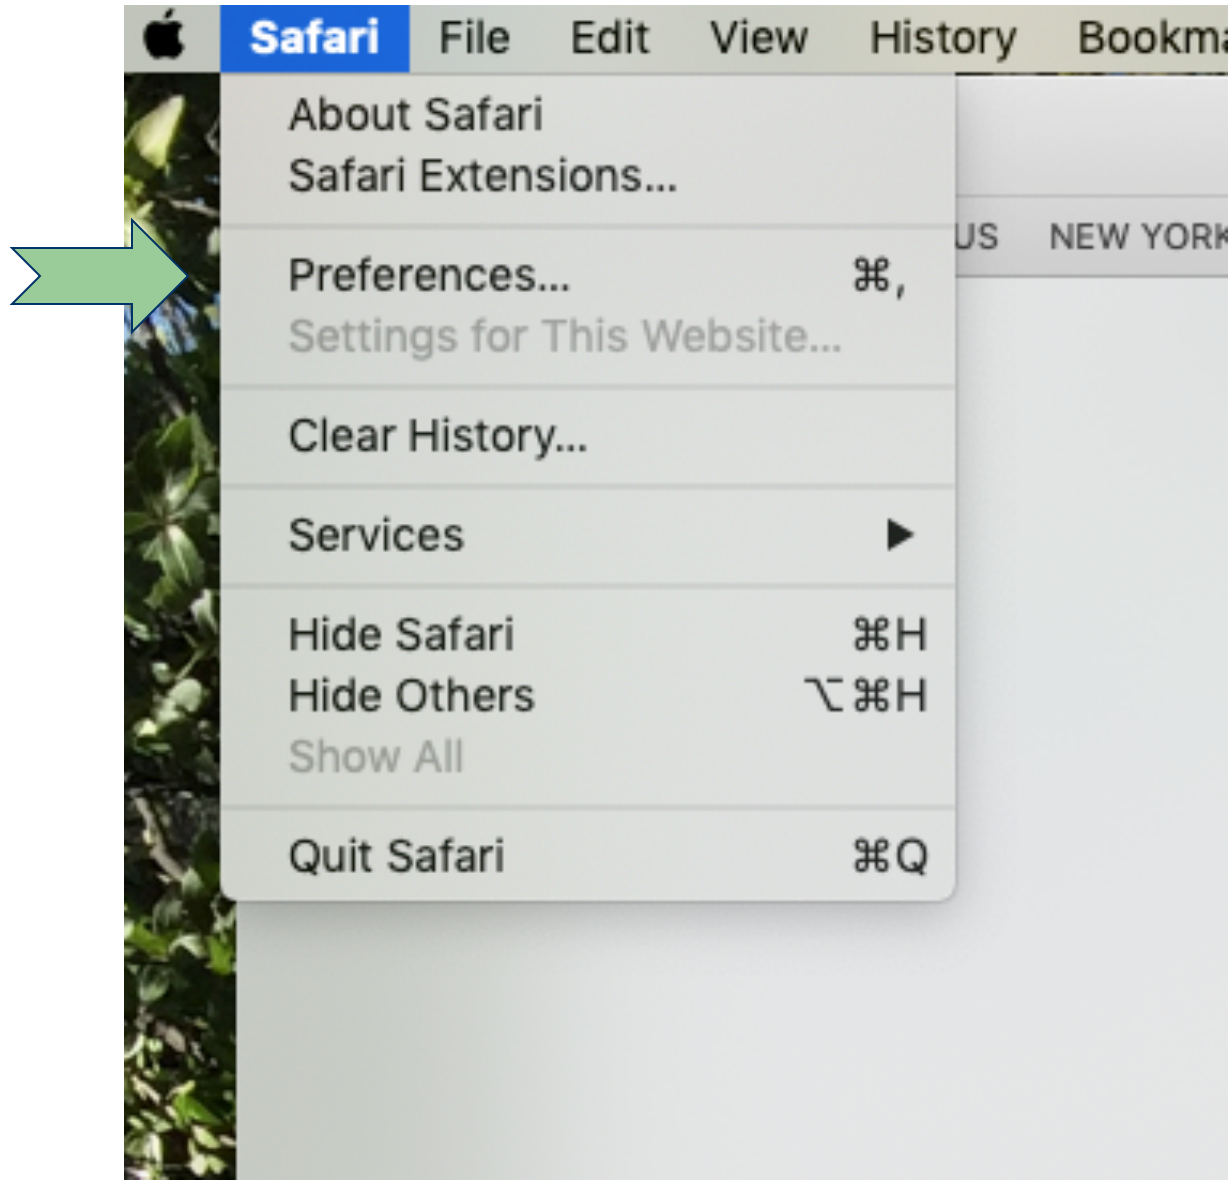 Safari File Edit View History Bookma
About Safari
Safari Extensions...
US NEW YORK
Preferences... ⌘,
Settings for This Website...
Clear History...
Services ▶
Hide Safari ⌘H
Hide Others ⌥⌘H
Show All
Quit Safari ⌘Q